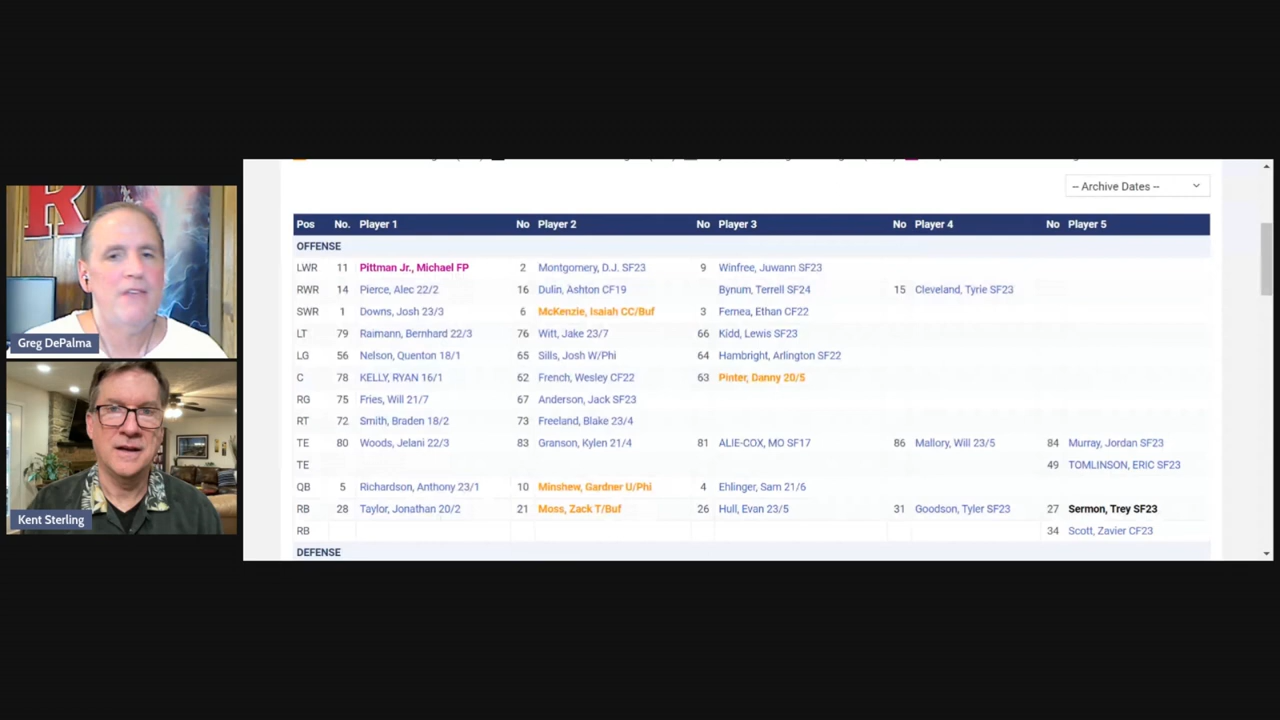 R
Greg DePalma
Kent Sterling
-- Archive Dates --
Pos No. Player 1 No Player 2 No Player 3 No Player 4 No Player 5
OFFENSE
LWR 11 Pittman Jr., Michael FP 2 Montgomery, D.J. SF23 9 Winfree, Juwann SF23
RWR 14 Pierce, Alec 22/2 16 Dulin, Ashton CF19 Bynum, Terrell SF24 15 Cleveland, Tyrie SF23
SWR 1 Downs, Josh 23/3 6 McKenzie, Isaiah CC/Buf 3 Fernea, Ethan CF22
LT 79 Raimann, Bernhard 22/3 76 Witt, Jake 23/7 66 Kidd, Lewis SF23
LG 56 Nelson, Quenton 18/1 65 Sills, Josh W/Phi 64 Hambright, Arlington SF22
C 78 KELLY, RYAN 16/1 62 French, Wesley CF22 63 Pinter, Danny 20/5
RG 75 Fries, Will 21/7 67 Anderson, Jack SF23
RT 72 Smith, Braden 18/2 73 Freeland, Blake 23/4
TE 80 Woods, Jelani 22/3 83 Granson, Kylen 21/4 81 ALIE-COX, MO SF17 86 Mallory, Will 23/5 84 Murray, Jordan SF23
TE 49 TOMLINSON, ERIC SF23
QB 5 Richardson, Anthony 23/1 10 Minshew, Gardner U/Phi 4 Ehlinger, Sam 21/6
RB 28 Taylor, Jonathan 20/2 21 Moss, Zack T/Buf 26 Hull, Evan 23/5 31 Goodson, Tyler SF23 27 Sermon, Trey SF23
RB 34 Scott, Zavier CF23
DEFENSE